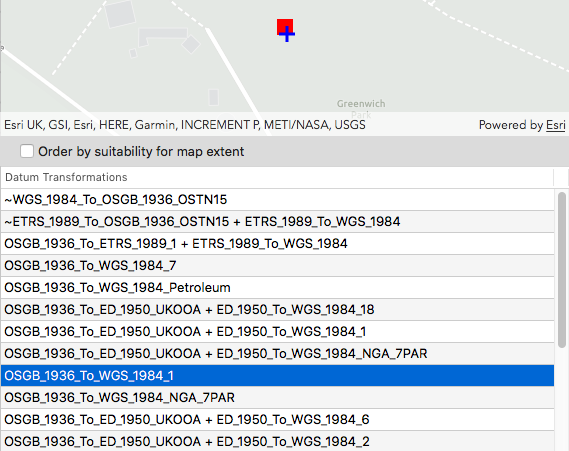 Greenwich
Park
Esri UK, GSI, Esri, HERE, Garmin, INCREMENT P, METI/NASA, USGS Powered by Esri
Order by suitability for map extent
Datum Transformations
~WGS_1984_To_OSGB_1936_OSTN15
~ETRS_1989_To_OSGB_1936_OSTN15 + ETRS_1989_To_WGS_1984
OSGB_1936_To_ETRS_1989_1 + ETRS_1989_To_WGS_1984
OSGB_1936_To_WGS_1984_7
OSGB_1936_To_WGS_1984_Petroleum
OSGB_1936_To_ED_1950_UKOOA + ED_1950_To_WGS_1984_18
OSGB_1936_To_ED_1950_UKOOA + ED_1950_To_WGS_1984_1
OSGB_1936_To_ED_1950_UKOOA + ED_1950_To_WGS_1984_NGA_7PAR
OSGB_1936_To_WGS_1984_1
OSGB_1936_To_WGS_1984_NGA_7PAR
OSGB_1936_To_ED_1950_UKOOA + ED_1950_To_WGS_1984_6
OSGB_1936_To_ED_1950_UKOOA + ED_1950_To_WGS_1984_2